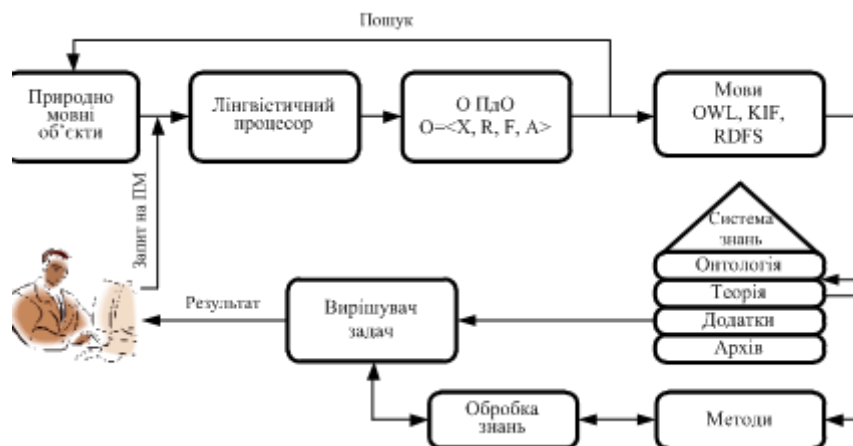 Пошук
Природно
мовні
об‘єкти
Лінгвістичний
процесор
О ПдО
O=<X, R, F, A>
Мови
OWL, KIF,
RDFS
Запит на ПМ
Система
знань
Онтологія
Теорія
Додатки
Архів
Результат
Вирішувач
задач
Обробка
знань
Методи